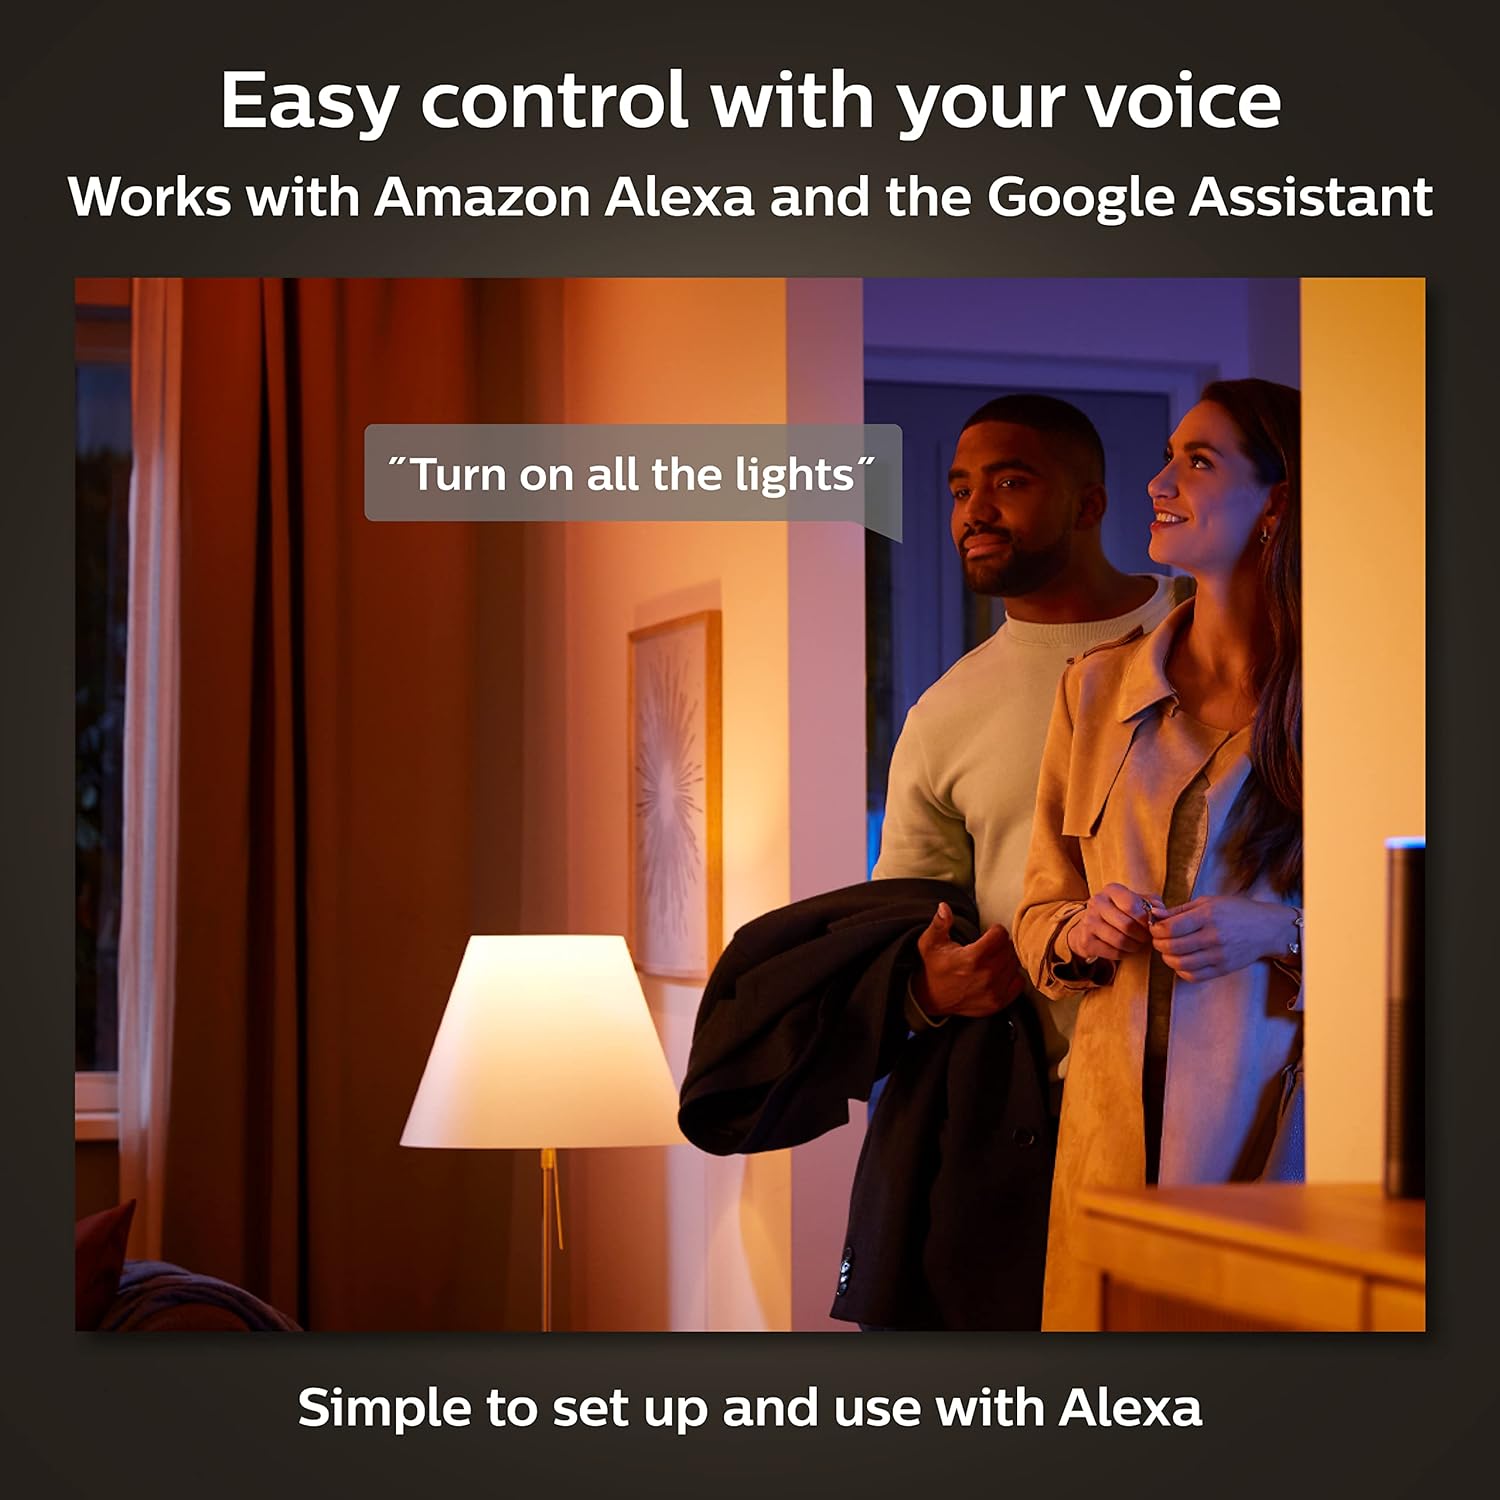 Easy control with your voice
Works with Amazon Alexa and the Google Assistant
"Turn on all the lights"
Simple to set up and use with Alexa